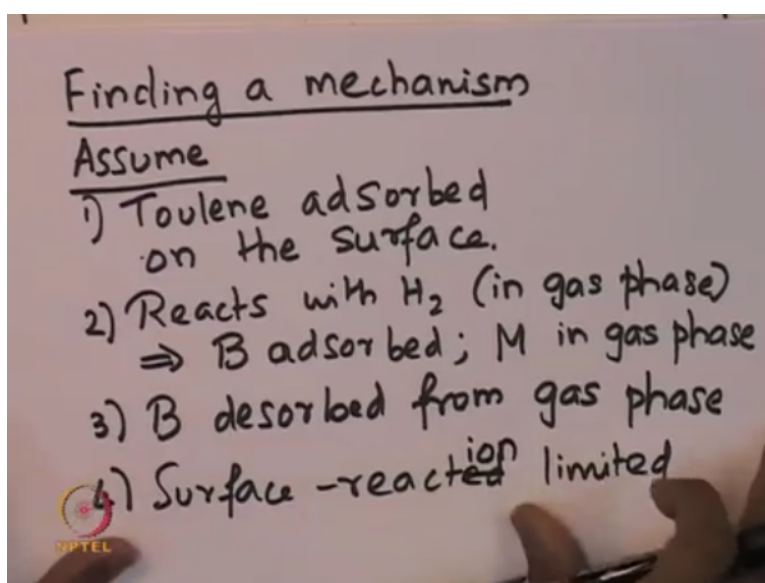 Finding a mechanism
Assume
1) Toulene adsorbed
on the surface.
2) Reacts with H₂ (in gas phase)
⇒ B adsorbed; M in gas phase
3) B desorbed from gas phase
4) Surface-reaction limited
NPTEL